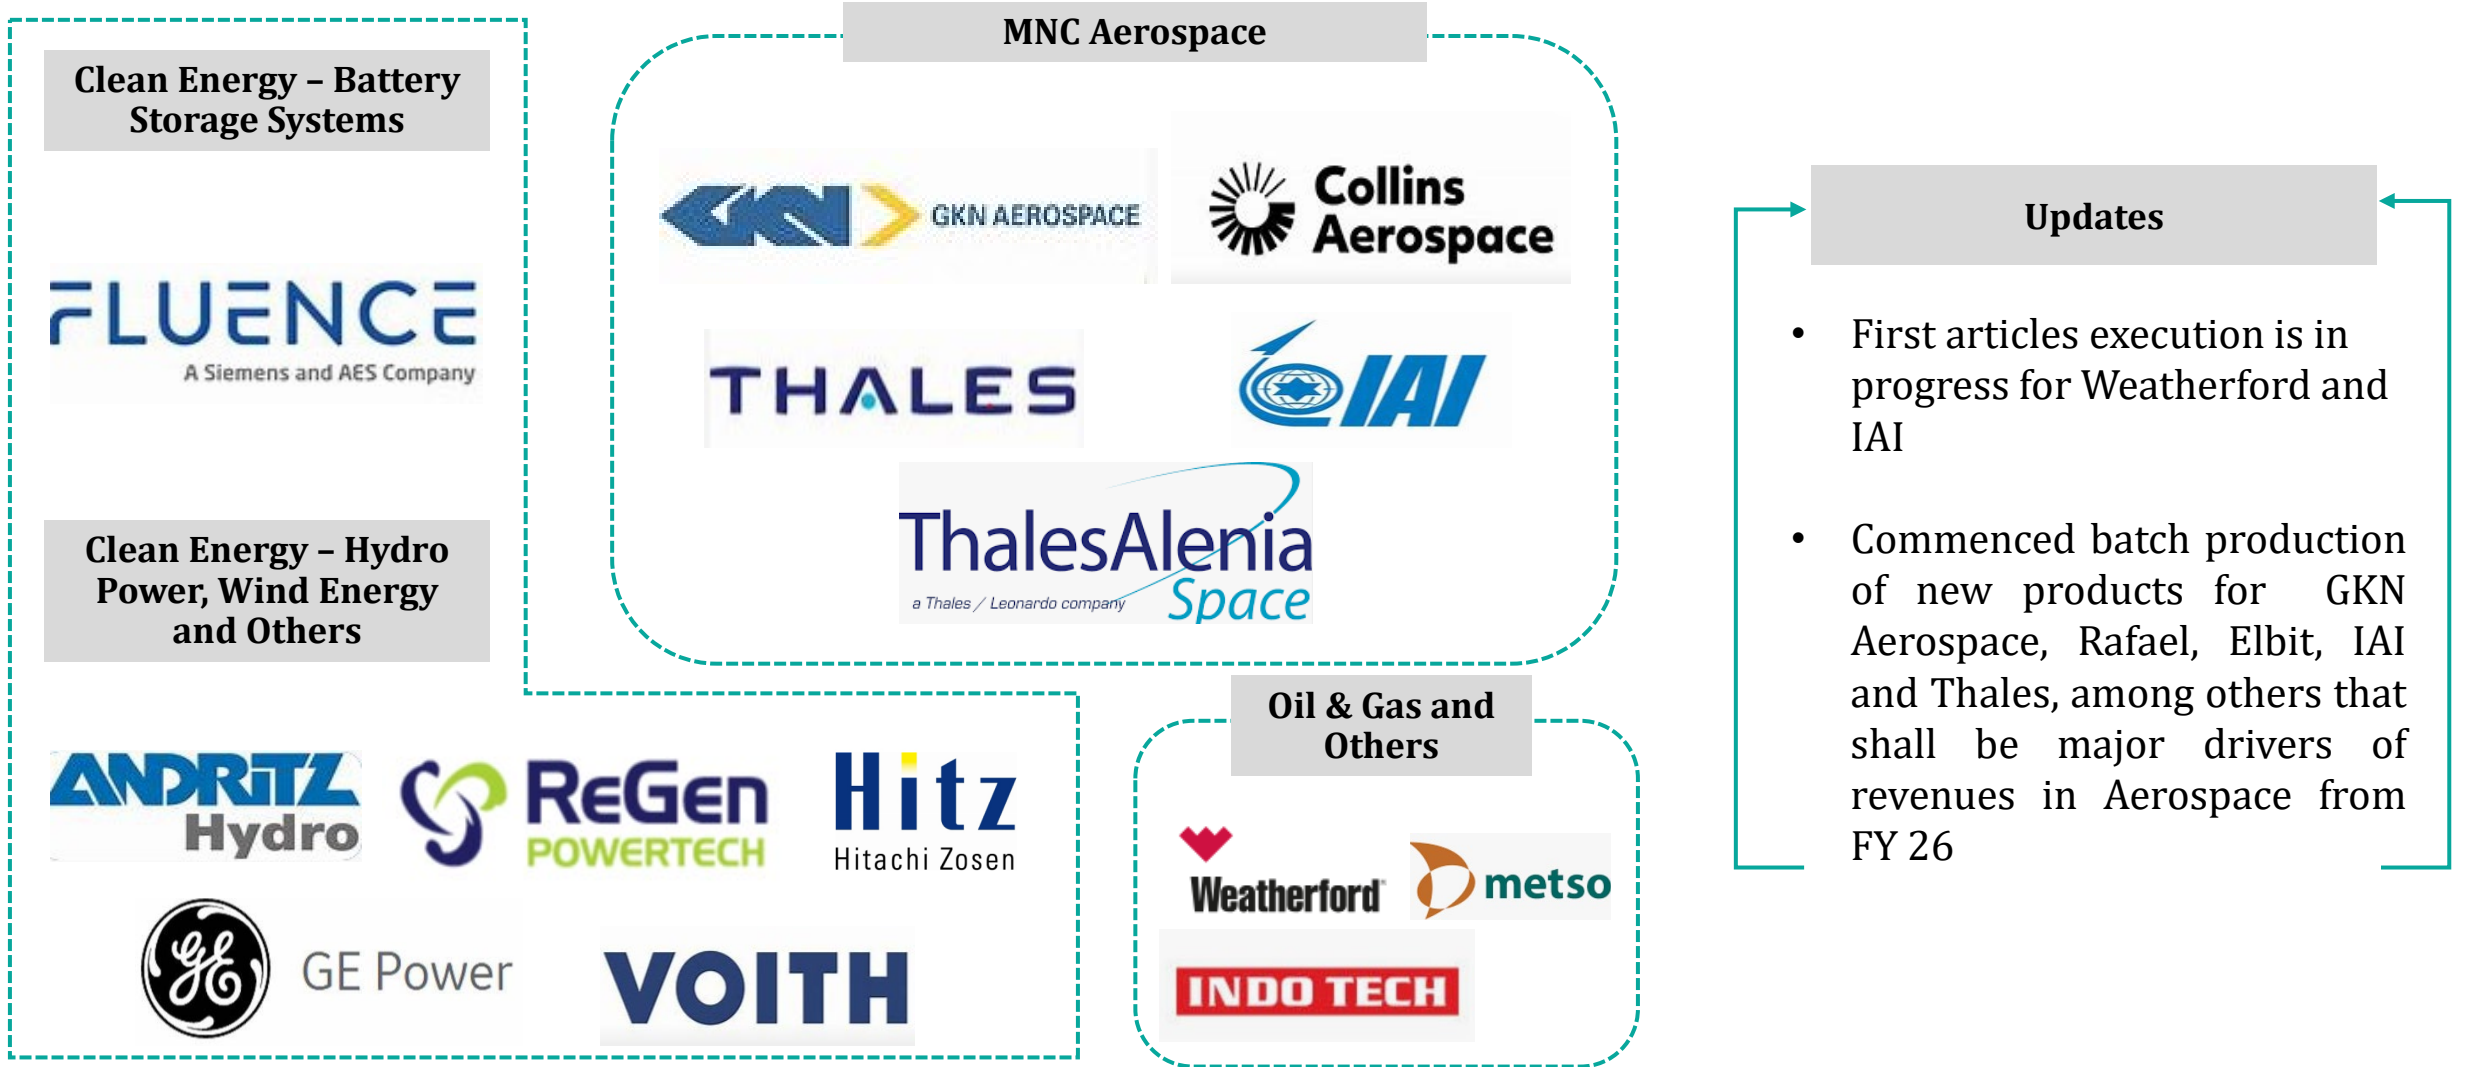 Clean Energy – Battery
Storage Systems
FLUENCE
A Siemens and AES Company
Clean Energy – Hydro
Power, Wind Energy
and Others
ANDRITZ
Hydro
ReGen
POWERTECH
Hitz
Hitachi Zosen
GE
GE Power
VOITH
MNC Aerospace
GKN
GKN AEROSPACE
Collins
Aerospace
THALES
IAI
ThalesAlenia
a Thales / Leonardo company
Space
Oil & Gas and
Others
Weatherford
metso
INDO TECH
Updates
• First articles execution is in
progress for Weatherford and
IAI
• Commenced batch production
of new products for GKN
Aerospace, Rafael, Elbit, IAI
and Thales, among others that
shall be major drivers of
revenues in Aerospace from
FY 26